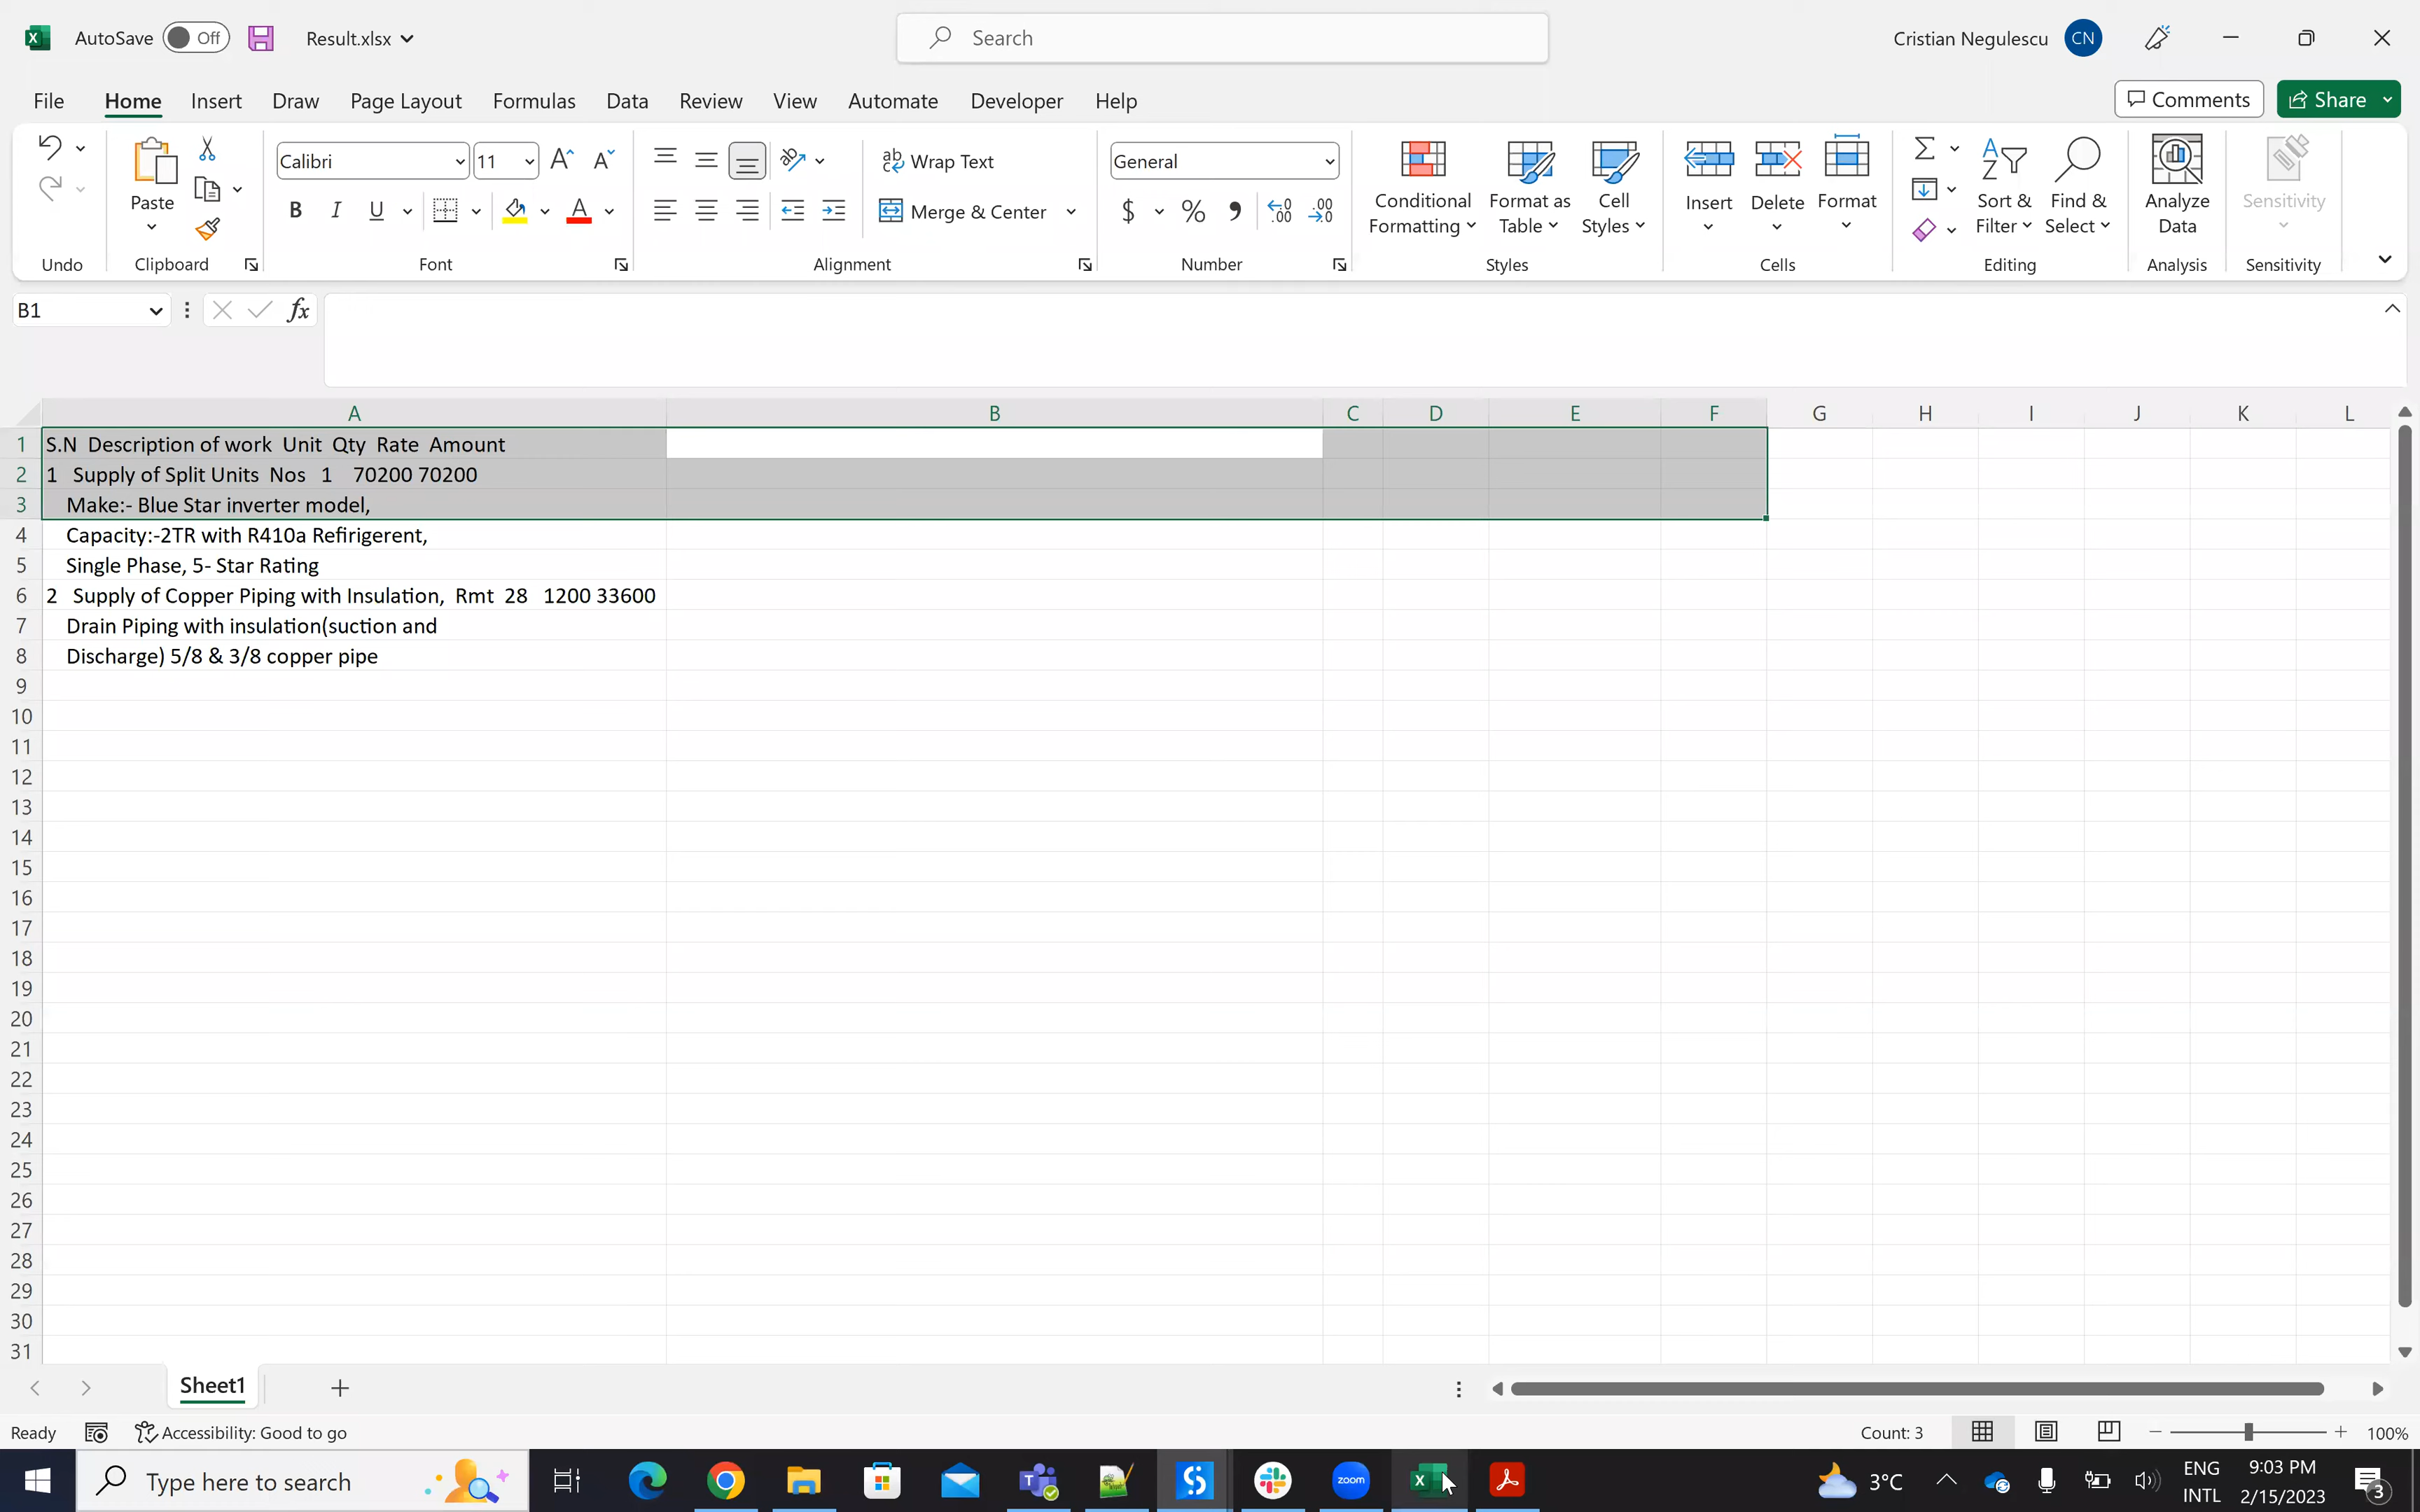 AutoSave Off Result.xlsx Search Cristian Negulescu CN
File Home Insert Draw Page Layout Formulas Data Review View Automate Developer Help Comments Share
Calibri 11 Wrap Text General
Paste Merge & Center $ % Conditional Formatting Format as Table Cell Styles Insert Delete Format Sort & Filter Find & Select Analyze Data Sensitivity
Undo Clipboard Font Alignment Number Styles Cells Editing Analysis Sensitivity
B1 fx
A B C D E F G H I J K L
1 S.N Description of work Unit Qty Rate Amount
2 1 Supply of Split Units Nos 1 70200 70200
3 Make:- Blue Star inverter model,
4 Capacity:-2TR with R410a Refirigerent,
5 Single Phase, 5- Star Rating
6 2 Supply of Copper Piping with Insulation, Rmt 28 1200 33600
7 Drain Piping with insulation(suction and
8 Discharge) 5/8 & 3/8 copper pipe
9
10
11
12
13
14
15
16
17
18
19
20
21
22
23
24
25
26
27
28
29
30
31
Sheet1
Ready Accessibility: Good to go Count: 3 100%
Type here to search zoom 3°C ENG 9:03 PM
INTL 2/15/2023 3